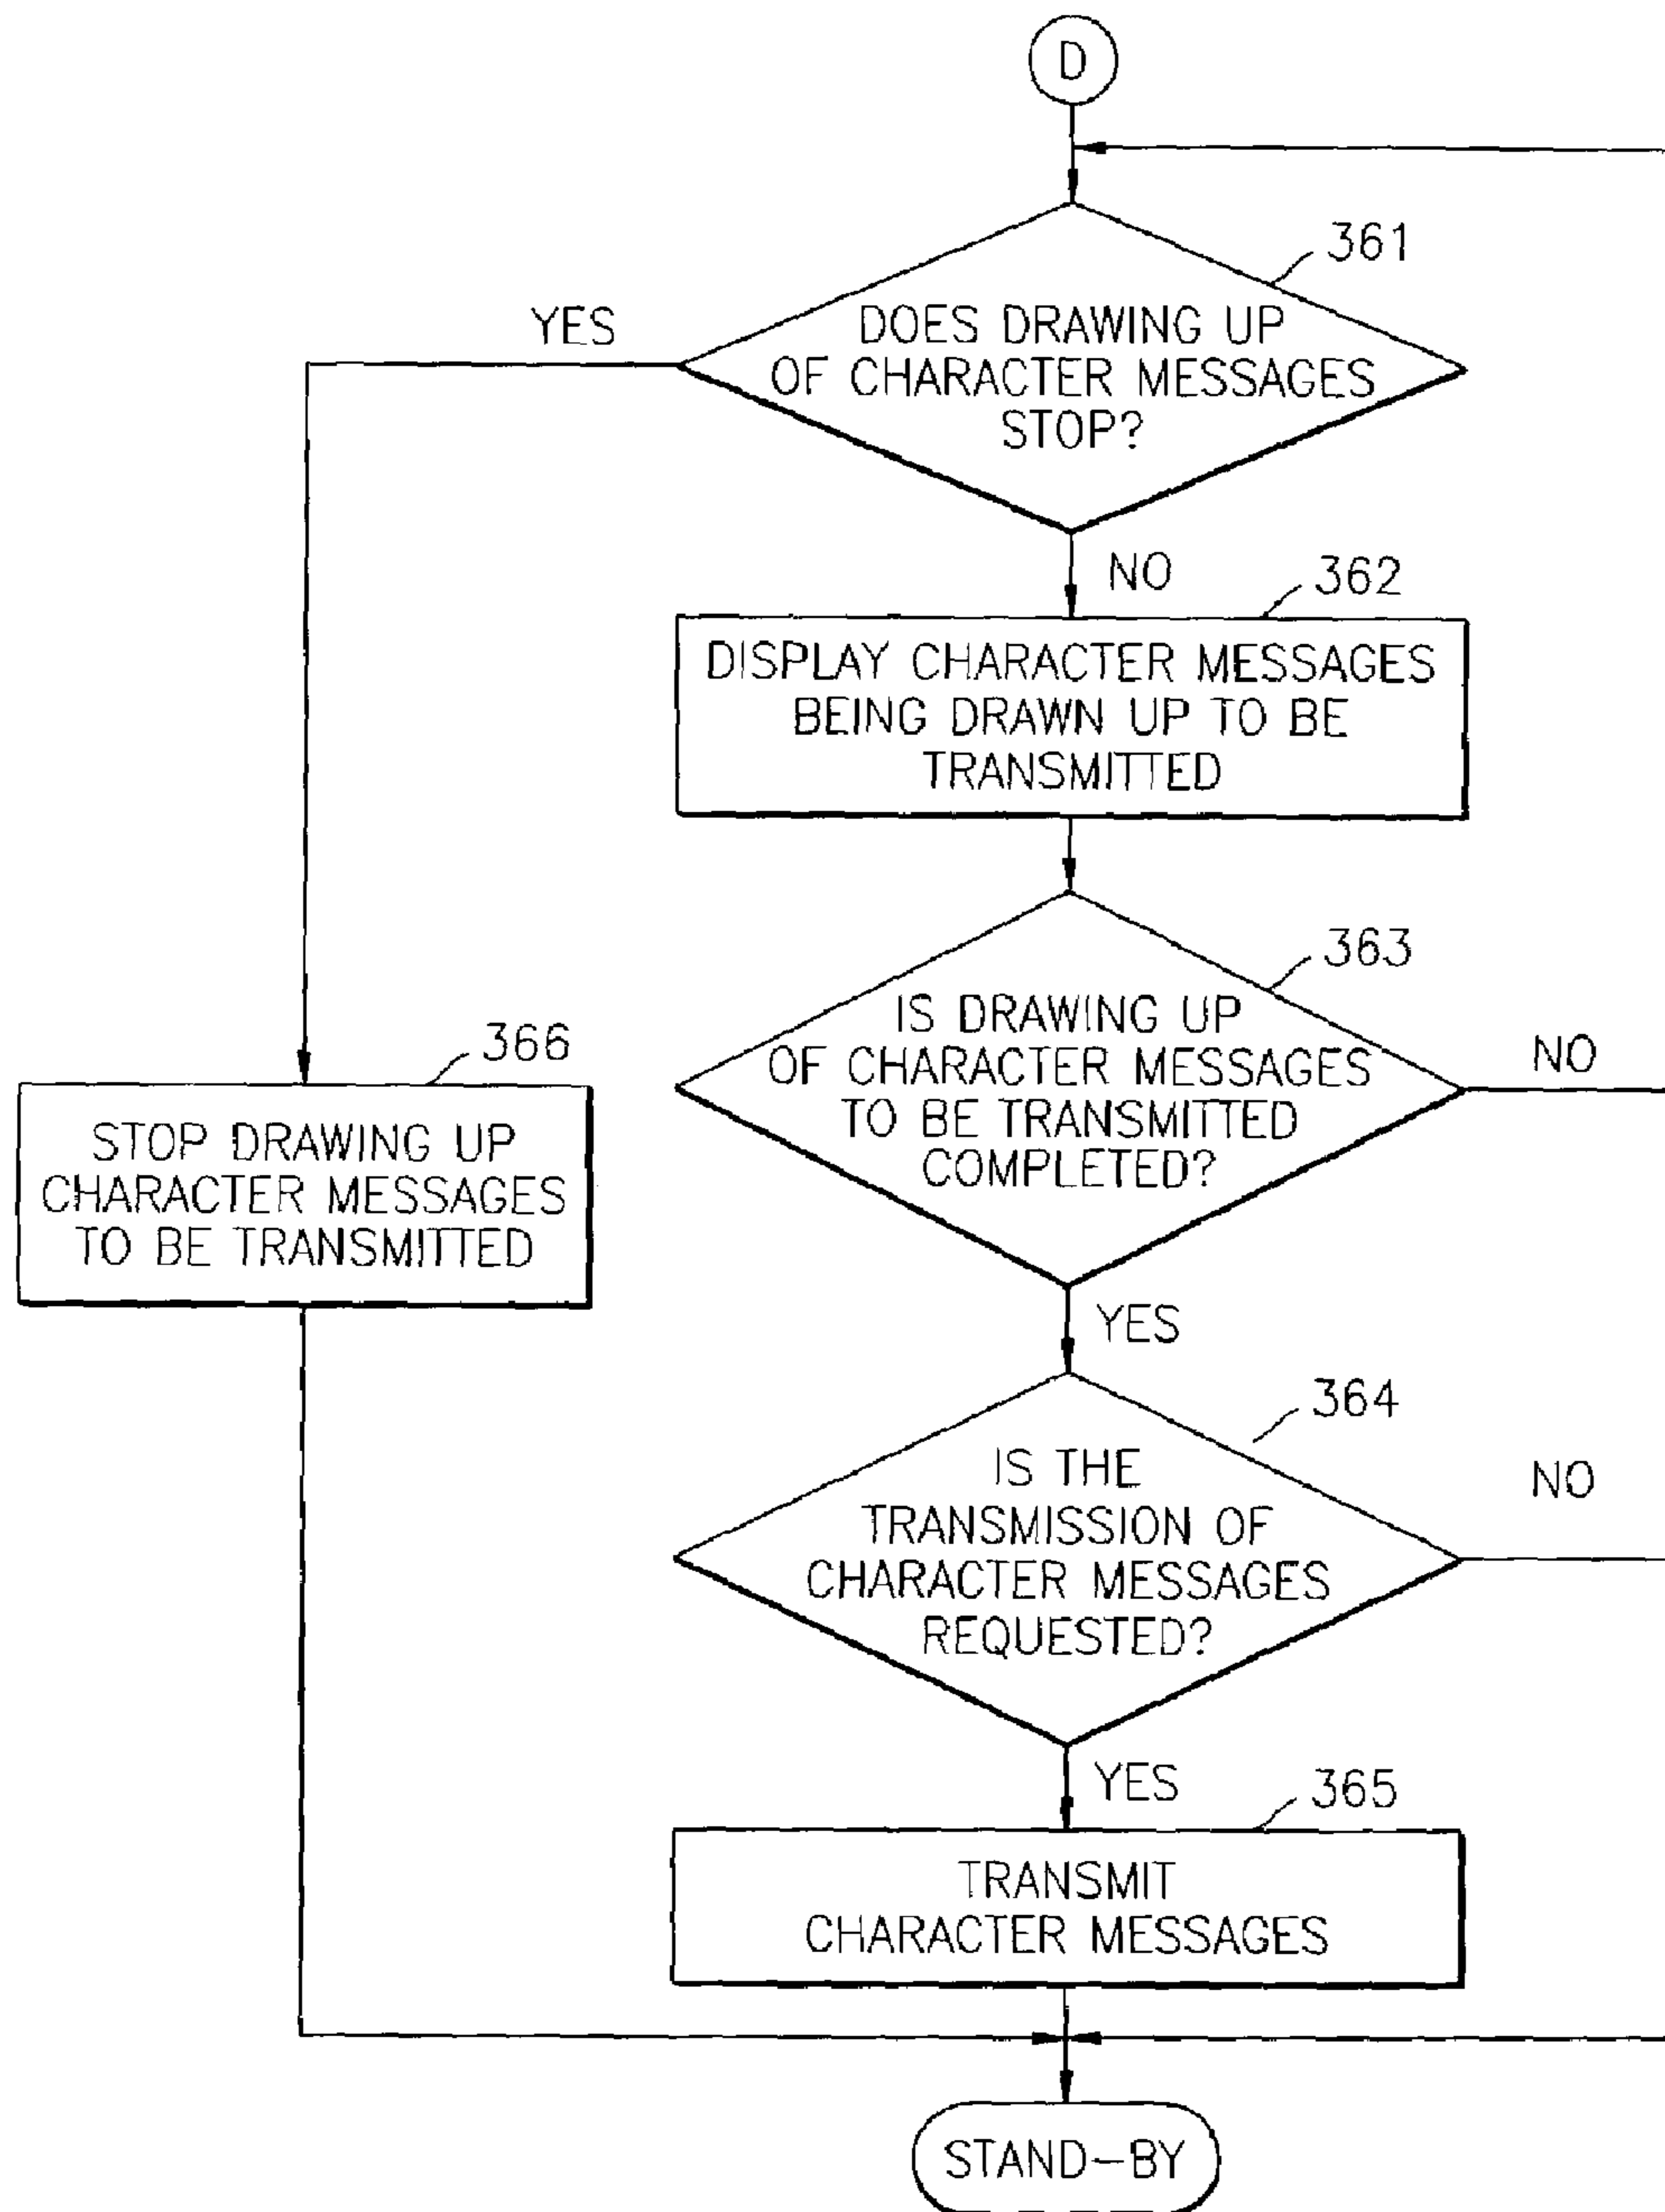 D
361
YES
DOES DRAWING UP
OF CHARACTER MESSAGES
STOP?
NO
362
DISPLAY CHARACTER MESSAGES
BEING DRAWN UP TO BE
TRANSMITTED
363
IS DRAWING UP
OF CHARACTER MESSAGES
TO BE TRANSMITTED
COMPLETED?
NO
366
STOP DRAWING UP
CHARACTER MESSAGES
TO BE TRANSMITTED
YES
364
IS THE
TRANSMISSION OF
CHARACTER MESSAGES
REQUESTED?
NO
YES
365
TRANSMIT
CHARACTER MESSAGES
STAND-BY